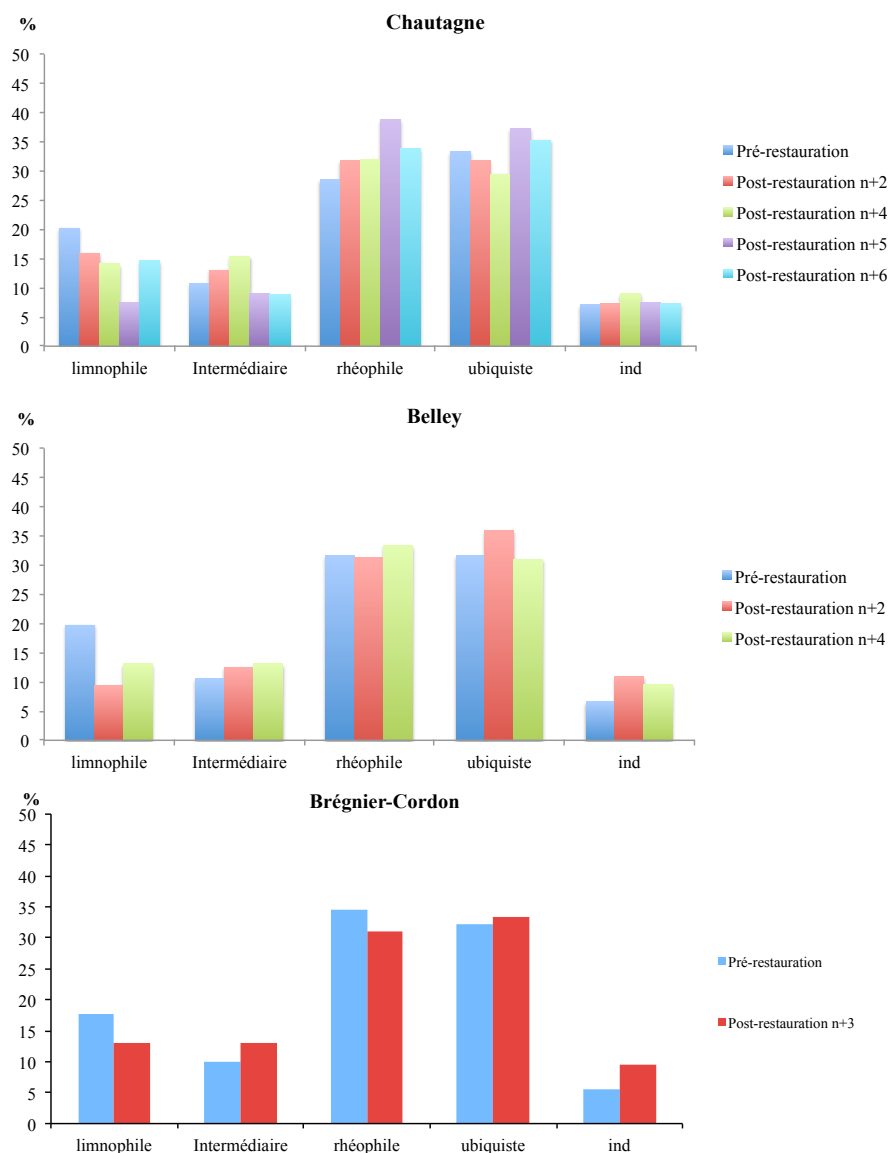 %
Chautagne
50
45
40
35
30
25
20
15
10
5
0
limnophile Intermédiaire rhéophile ubiquiste ind
Pré-restauration
Post-restauration n+2
Post-restauration n+4
Post-restauration n+5
Post-restauration n+6
%
Belley
50
45
40
35
30
25
20
15
10
5
0
limnophile Intermédiaire rhéophile ubiquiste ind
Pré-restauration
Post-restauration n+2
Post-restauration n+4
%
Brégnier-Cordon
50
45
40
35
30
25
20
15
10
5
0
limnophile Intermédiaire rhéophile ubiquiste ind
Pré-restauration
Post-restauration n+3